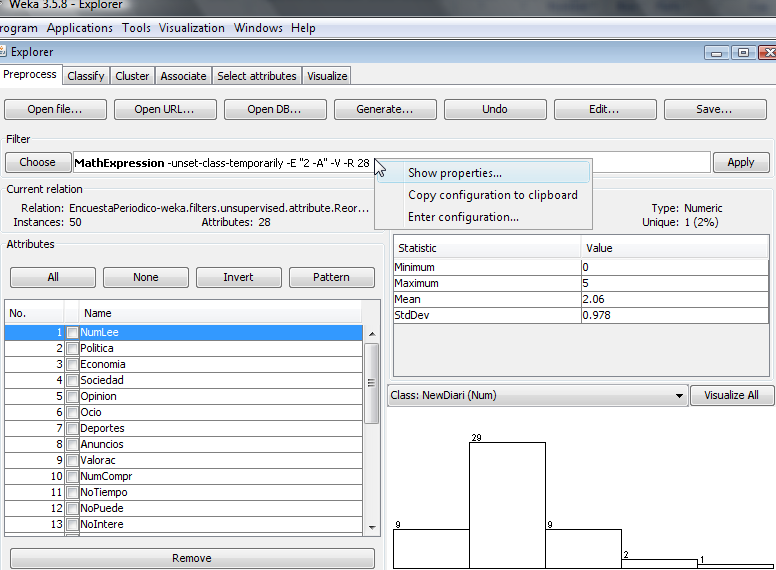 Weka 3.5.8 - Explorer
rogram Applications Tools Visualization Windows Help
Explorer
Preprocess Classify Cluster Associate Select attributes Visualize
Open file... Open URL... Open DB... Generate... Undo Edit... Save...
Filter
Choose MathExpression -unset-class-temporarily -E "2 -A" -V -R 28 Apply
Show properties...
Copy configuration to clipboard
Enter configuration...
Current relation
Relation: EncuestaPeriodico-weka.filters.unsupervised.attribute.Reor...
Instances: 50 Attributes: 28
Type: Numeric
Unique: 1 (2%)
Attributes
All None Invert Pattern
No. Name
1 NumLee
2 Politica
3 Economia
4 Sociedad
5 Opinion
6 Ocio
7 Deportes
8 Anuncios
9 Valorac
10 NumCompr
11 NoTiempo
12 NoPuede
13 NoIntere
Remove
Statistic Value
Minimum 0
Maximum 5
Mean 2.06
StdDev 0.978
Class: NewDiari (Num) Visualize All
9 29 9 2 1